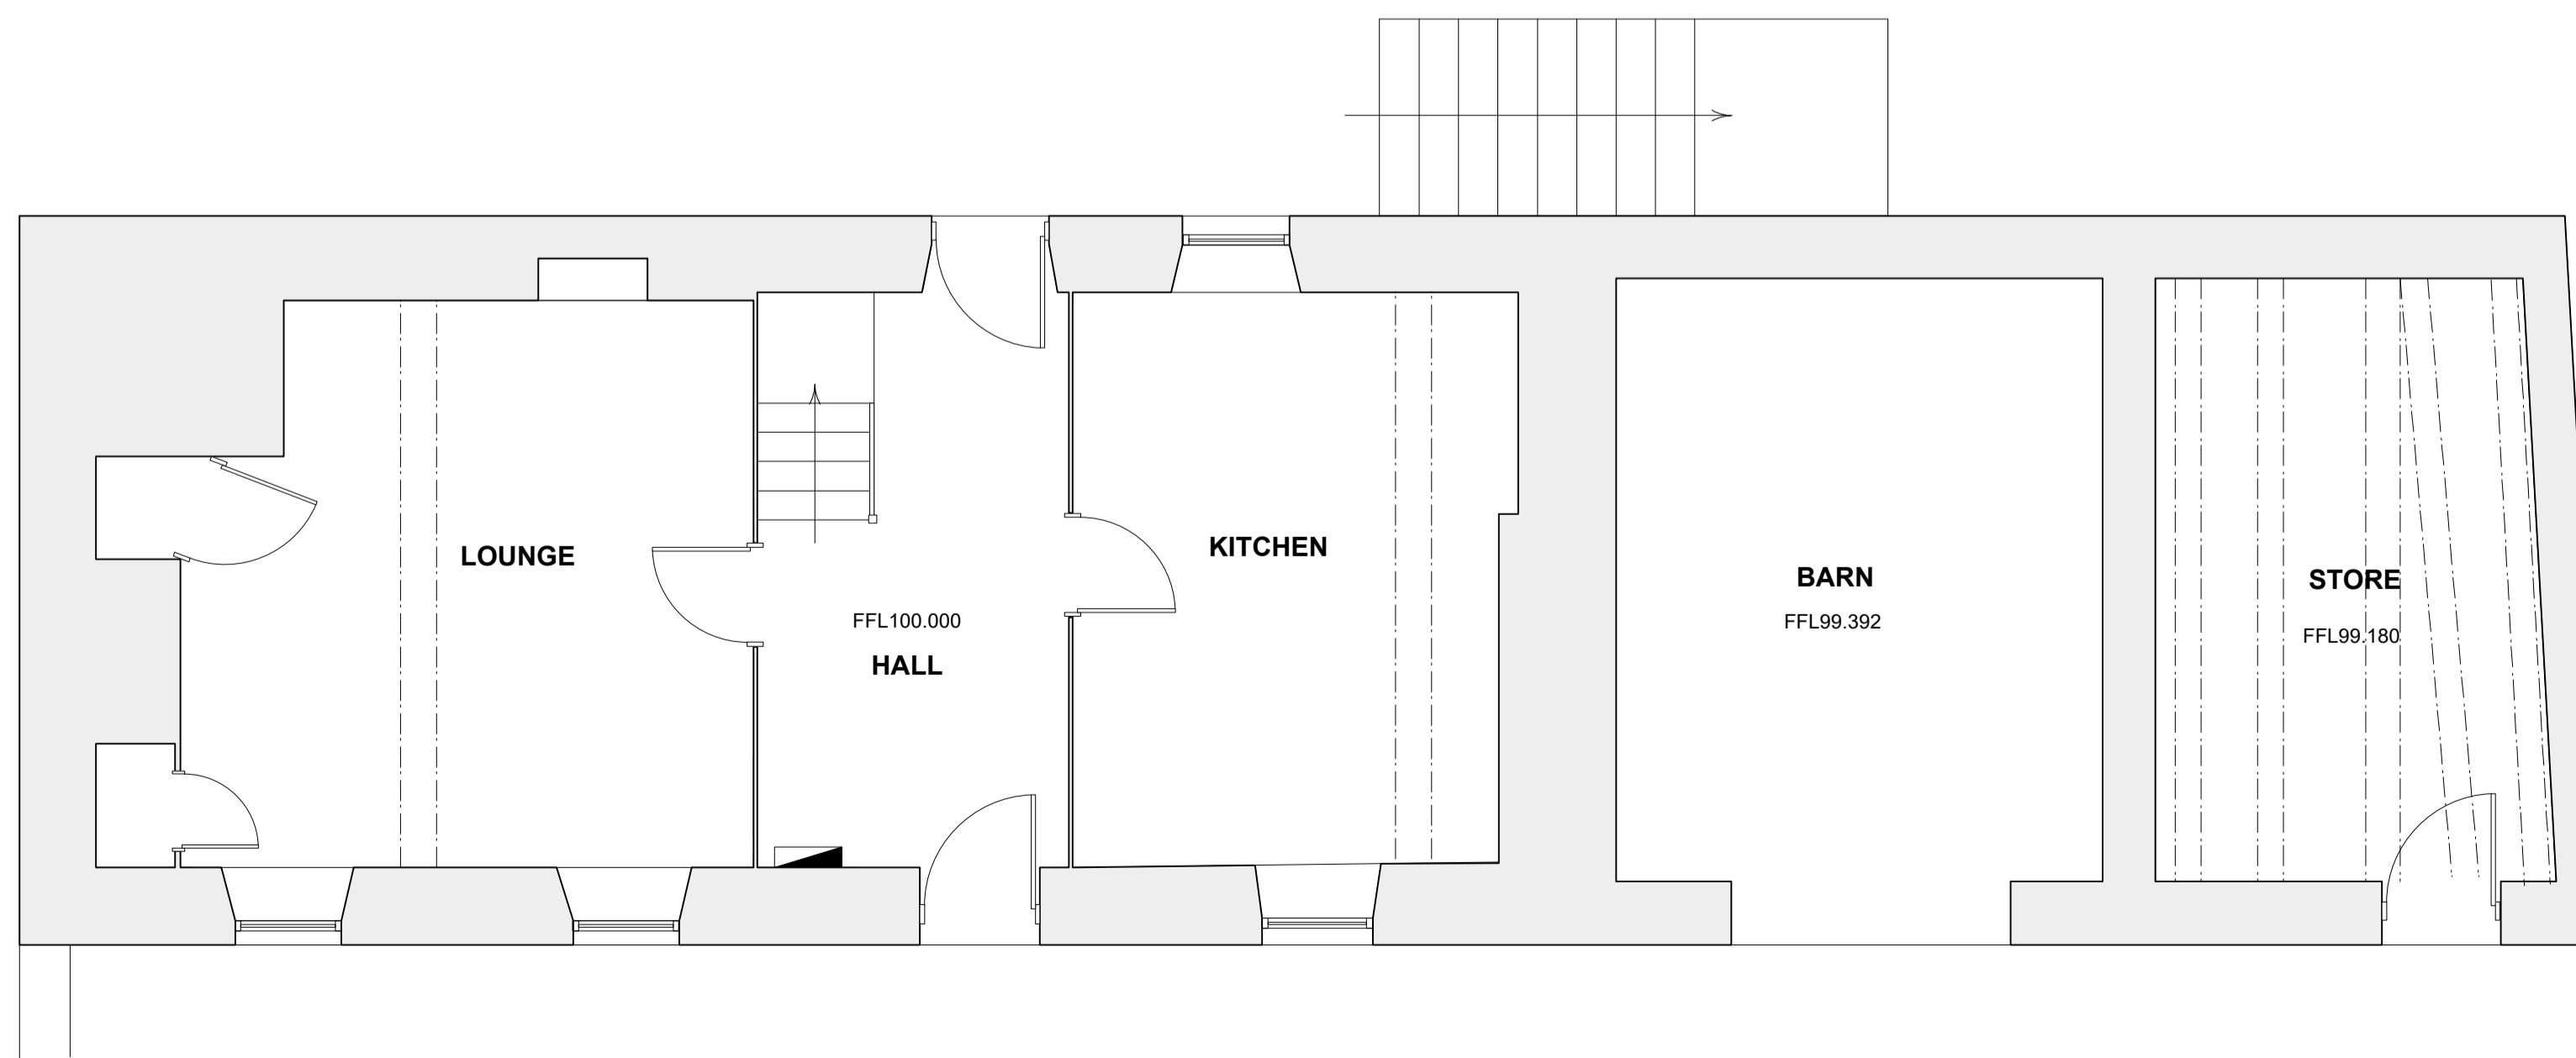 LOUNGE
FFL100.000
HALL
KITCHEN
BARN
FFL99.392
STORE
FFL99.180